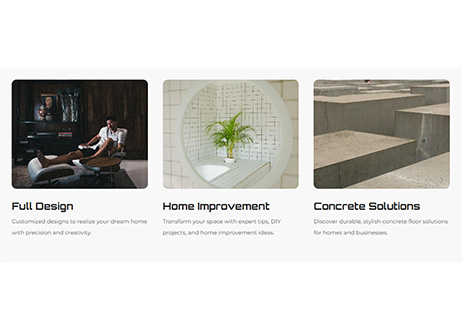 Full Design
Customized designs to realize your dream home
with precision and creativity.
Home Improvement
Transform your space with expert tips, DIY
projects, and home improvement ideas.
Concrete Solutions
Discover durable, stylish concrete floor solutions
for homes and businesses.